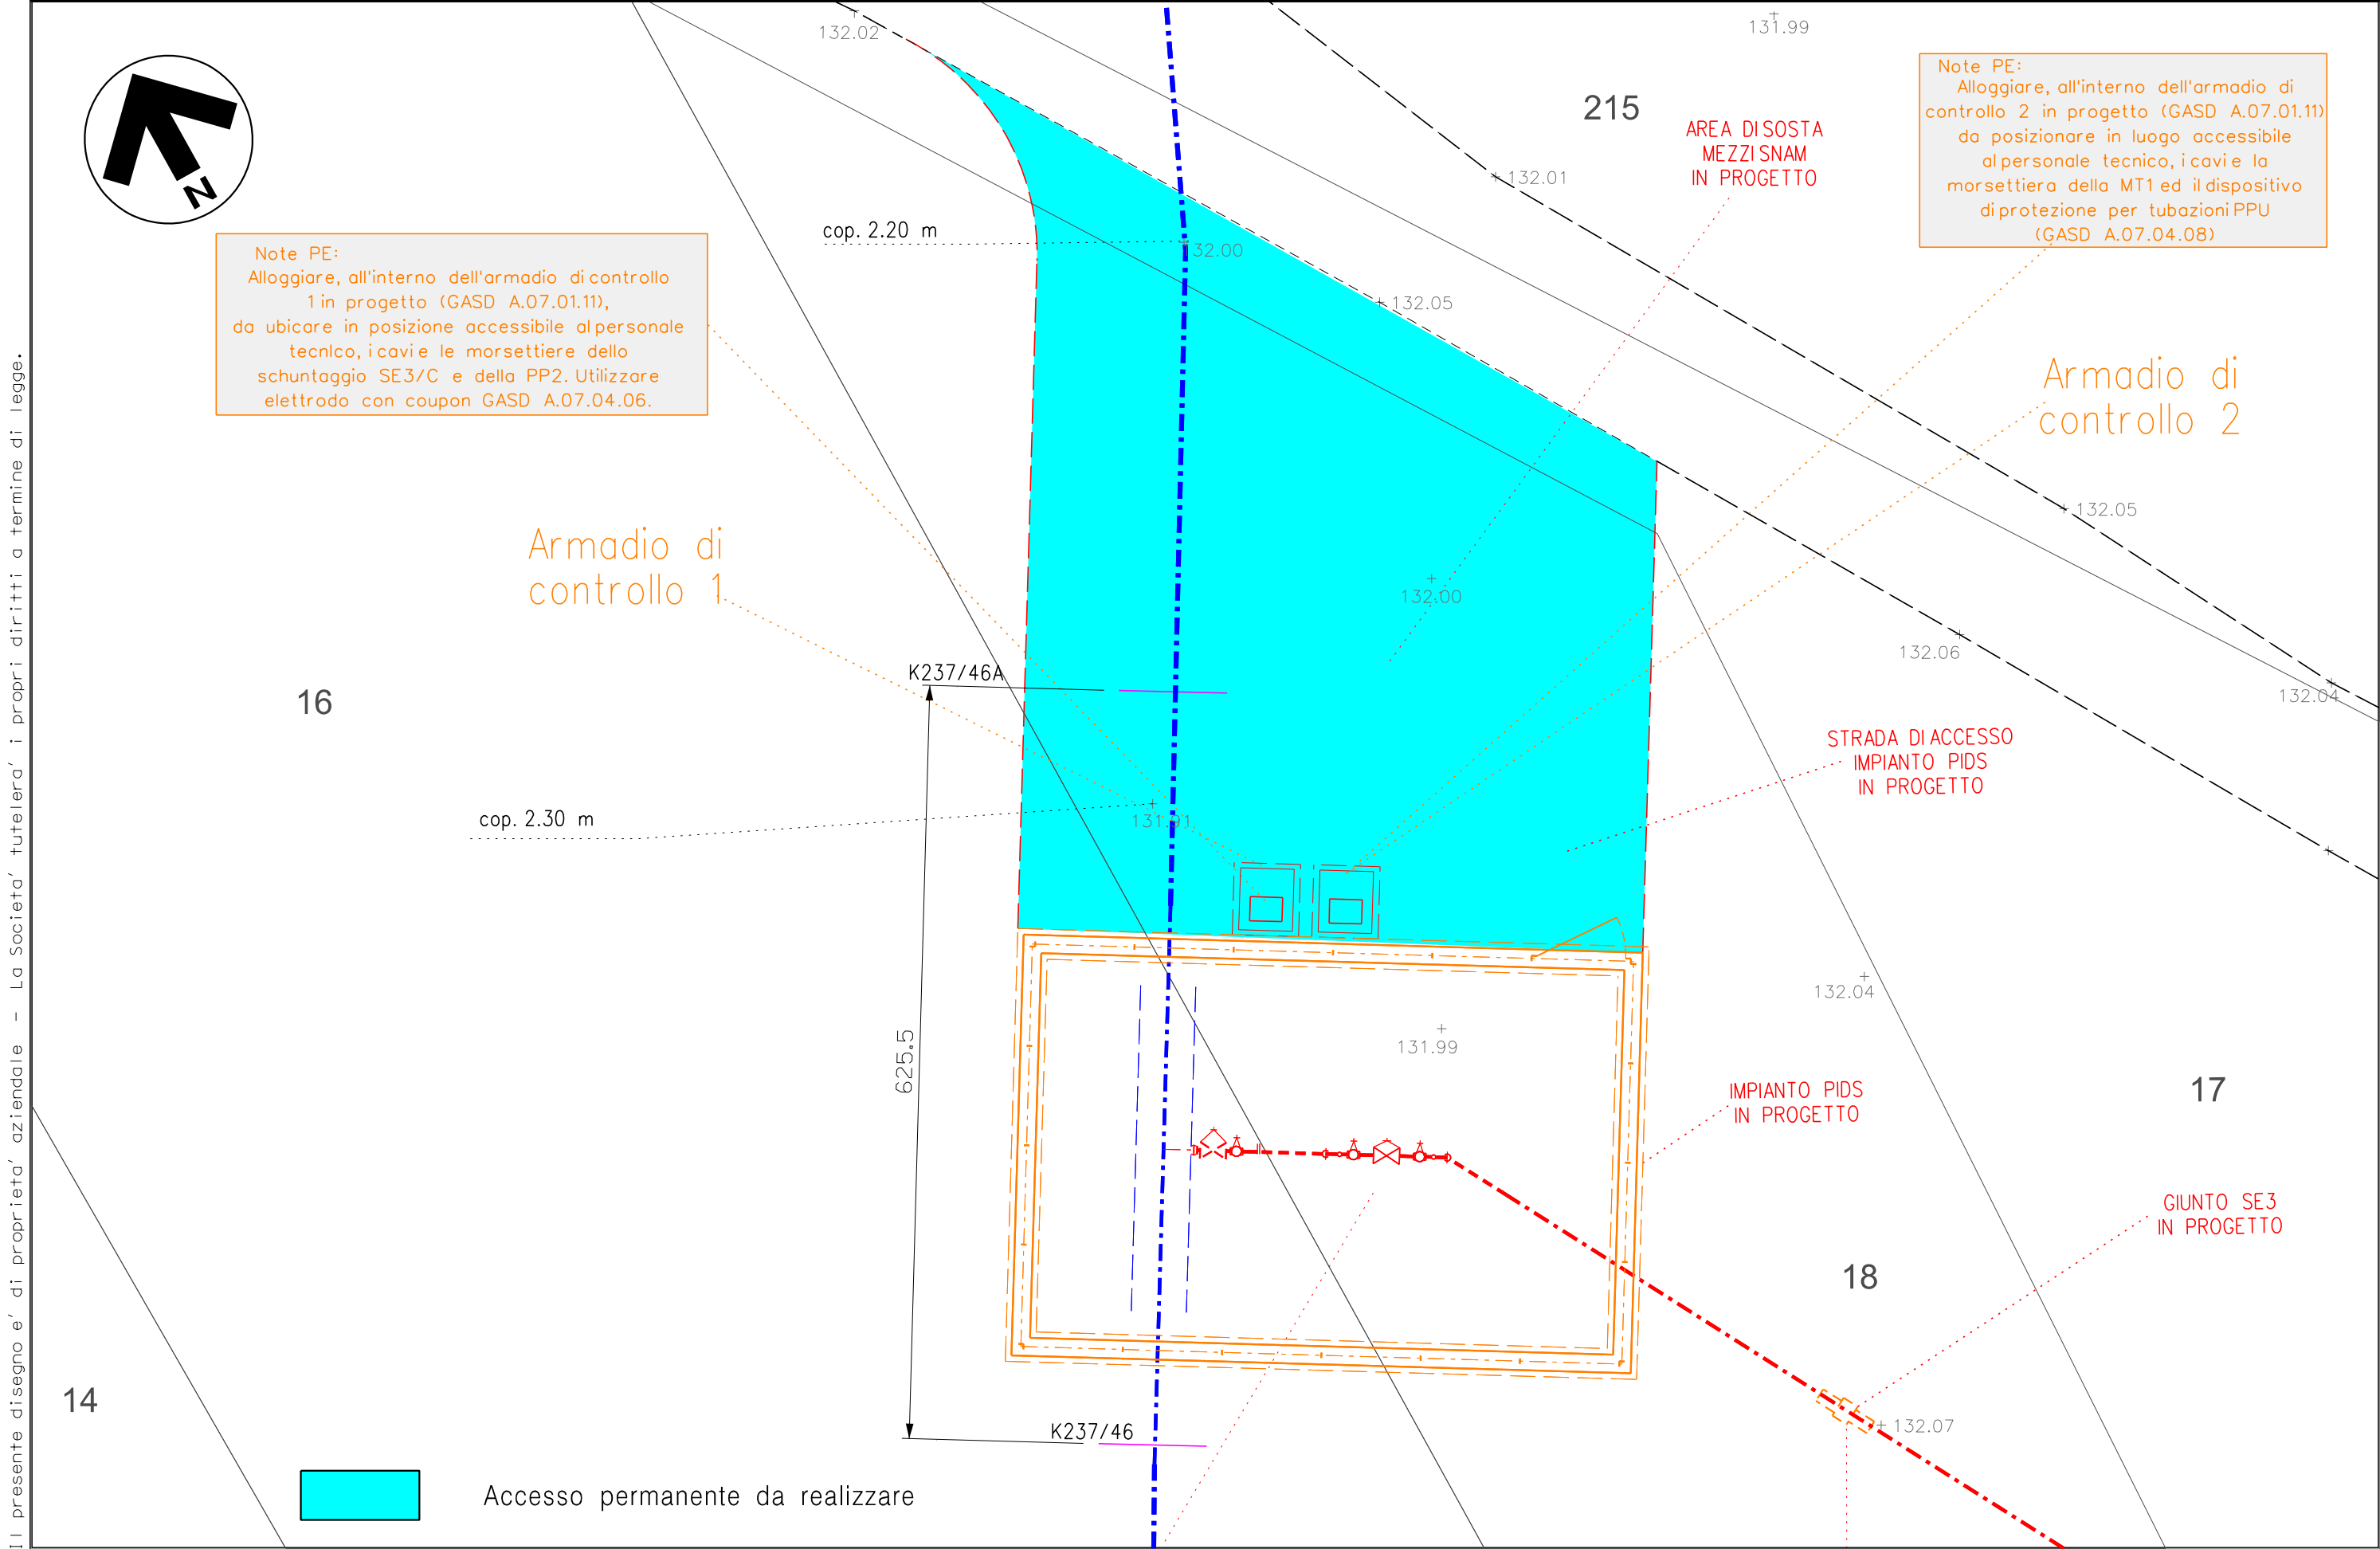 132.02
131.99
215
AREA DI SOSTA
MEZZI SNAM
IN PROGETTO
Note PE:
Alloggiare, all'interno dell'armadio di
controllo 2 in progetto (GASD A.07.01.11)
da posizionare in luogo accessibile
al personale tecnico, i cavi e la
morsettiera della MT1 ed il dispositivo
di protezione per tubazioni PPU
(GASD A.07.04.08)
N
132.01
cop. 2.20 m
132.00
Note PE:
Alloggiare, all'interno dell'armadio di controllo
1 in progetto (GASD A.07.01.11),
da ubicare in posizione accessibile al personale
tecnIco, i cavi e le morsettiere dello
schuntaggio SE3/C e della PP2. Utilizzare
elettrodo con coupon GASD A.07.04.06.
132.05
Armadio di
controllo 2
132.05
Armadio di
controllo 1
132.00
132.06
132.04
K237/46A
16
STRADA DI ACCESSO
IMPIANTO PIDS
IN PROGETTO
cop. 2.30 m
131.91
132.04
131.99
625.5
17
IMPIANTO PIDS
IN PROGETTO
GIUNTO SE3
IN PROGETTO
18
14
132.07
K237/46
Accesso permanente da realizzare
Il presente disegno e' di proprieta' aziendale - La Societa' tutelera' i propri diritti a termine di legge.